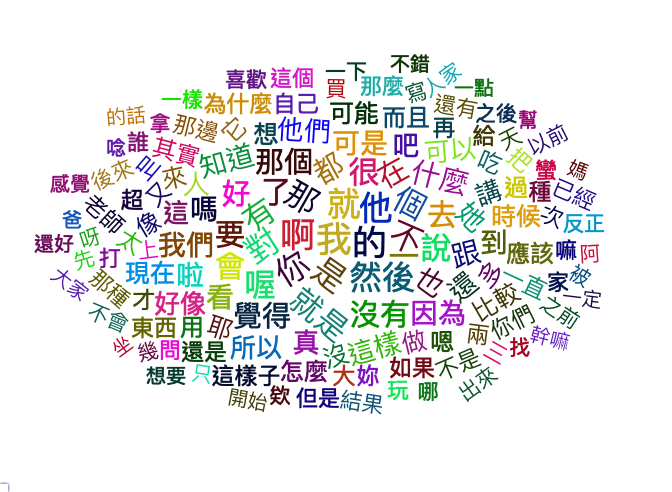 不錯
喜歡
這個
一下
買
那麼
寫
人家
一點
一樣
為什麼
自己
可能
而且
再
還有
之後
幫
的話
拿
那邊
心
想
他們
可是
吧
可以
給
天
以前
唸
誰
其實
知道
那個
都
很
在
什麼
吃
把
蠻
媽
感覺
後來
叫
來
人
好
了
那
就
他
個
去
她
講
過
種
已經
爸
老師
超
又
像
這
嗎
有
啊
我
的
不
一
說
跟
到
時候
次
反正
還好
呀
先
大
上
打
我們
要
會
對
喔
你
是
然後
也
還
多
應該
嘛
阿
大家
那種
現在
啦
看
覺得
就是
沒有
因為
比較
一直
之前
家
被
一定
不會
才
好像
東西
用
耶
所以
真
沒
這樣
做
嗯
兩
你們
幹嘛
坐
幾
問
還是
這樣子
怎麼
大
妳
如果
不是
三
找
想要
只
開始
欸
但是
結果
玩
哪
出來